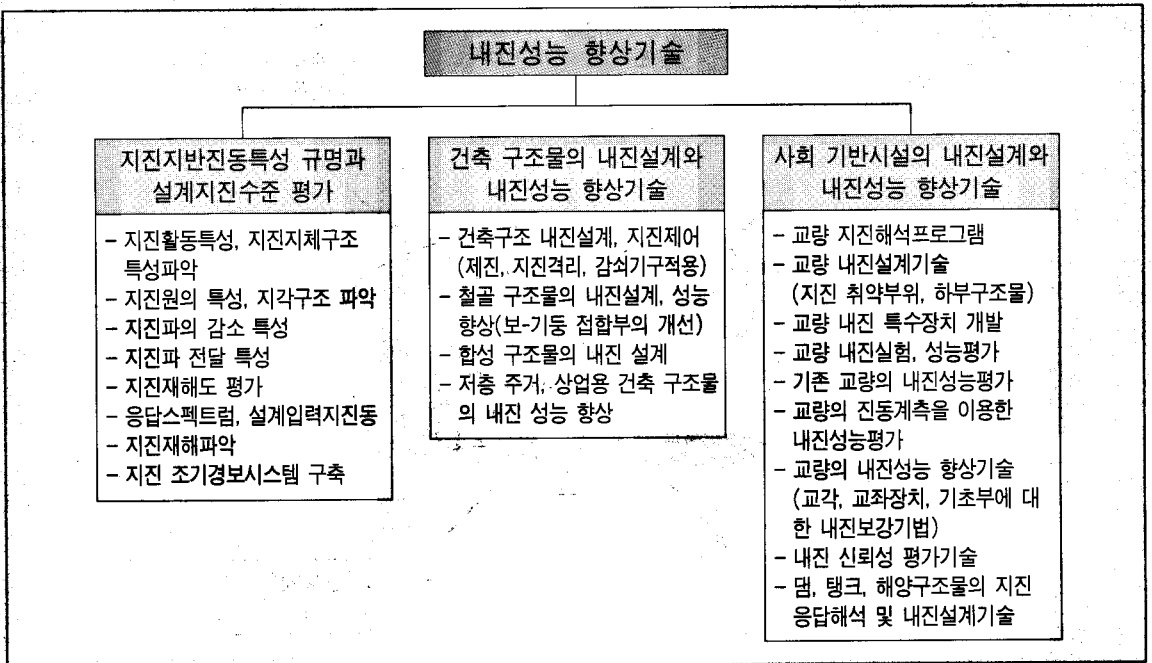 내진성능 향상기술
지진지반진동특성 규명과
설계지진수준 평가
– 지진활동특성, 지진지체구조
특성파악
– 지진원의 특성, 지각구조 파악
– 지진파의 감소 특성
– 지진파 전달 특성
– 지진재해도 평가
– 응답스펙트럼, 설계입력지진동
– 지진재해파악
– 지진 조기경보시스템 구축
건축 구조물의 내진설계와
내진성능 향상기술
– 건축구조 내진설계, 지진제어
(제진, 지진격리, 감쇠기구적용)
– 철골 구조물의 내진설계, 성능
향상(보-기둥 접합부의 개선)
– 합성 구조물의 내진 설계
– 저층 주거, 상업용 건축 구조물
의 내진 성능 향상
사회 기반시설의 내진설계와
내진성능 향상기술
– 교량 지진해석프로그램
– 교량 내진설계기술
(지진 취약부위, 하부구조물)
– 교량 내진 특수장치 개발
– 교량 내진실험, 성능평가
– 기존 교량의 내진성능평가
– 교량의 진동계측을 이용한
내진성능평가
– 교량의 내진성능 향상기술
(교각, 교좌장치, 기초부에 대
한 내진보강기법)
– 내진 신뢰성 평가기술
– 댐, 탱크, 해양구조물의 지진
응답해석 및 내진설계기술